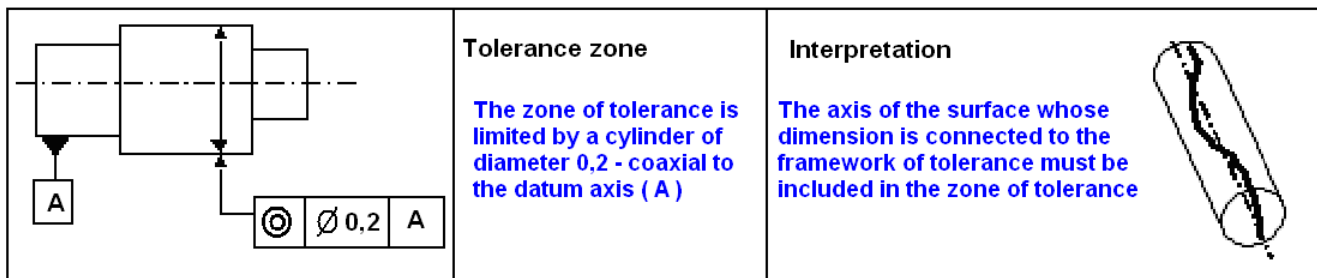 A
⌀ 0,2 A
Tolerance zone
The zone of tolerance is
limited by a cylinder of
diameter 0,2 - coaxial to
the datum axis ( A )
Interpretation
The axis of the surface whose
dimension is connected to the
framework of tolerance must be
included in the zone of tolerance